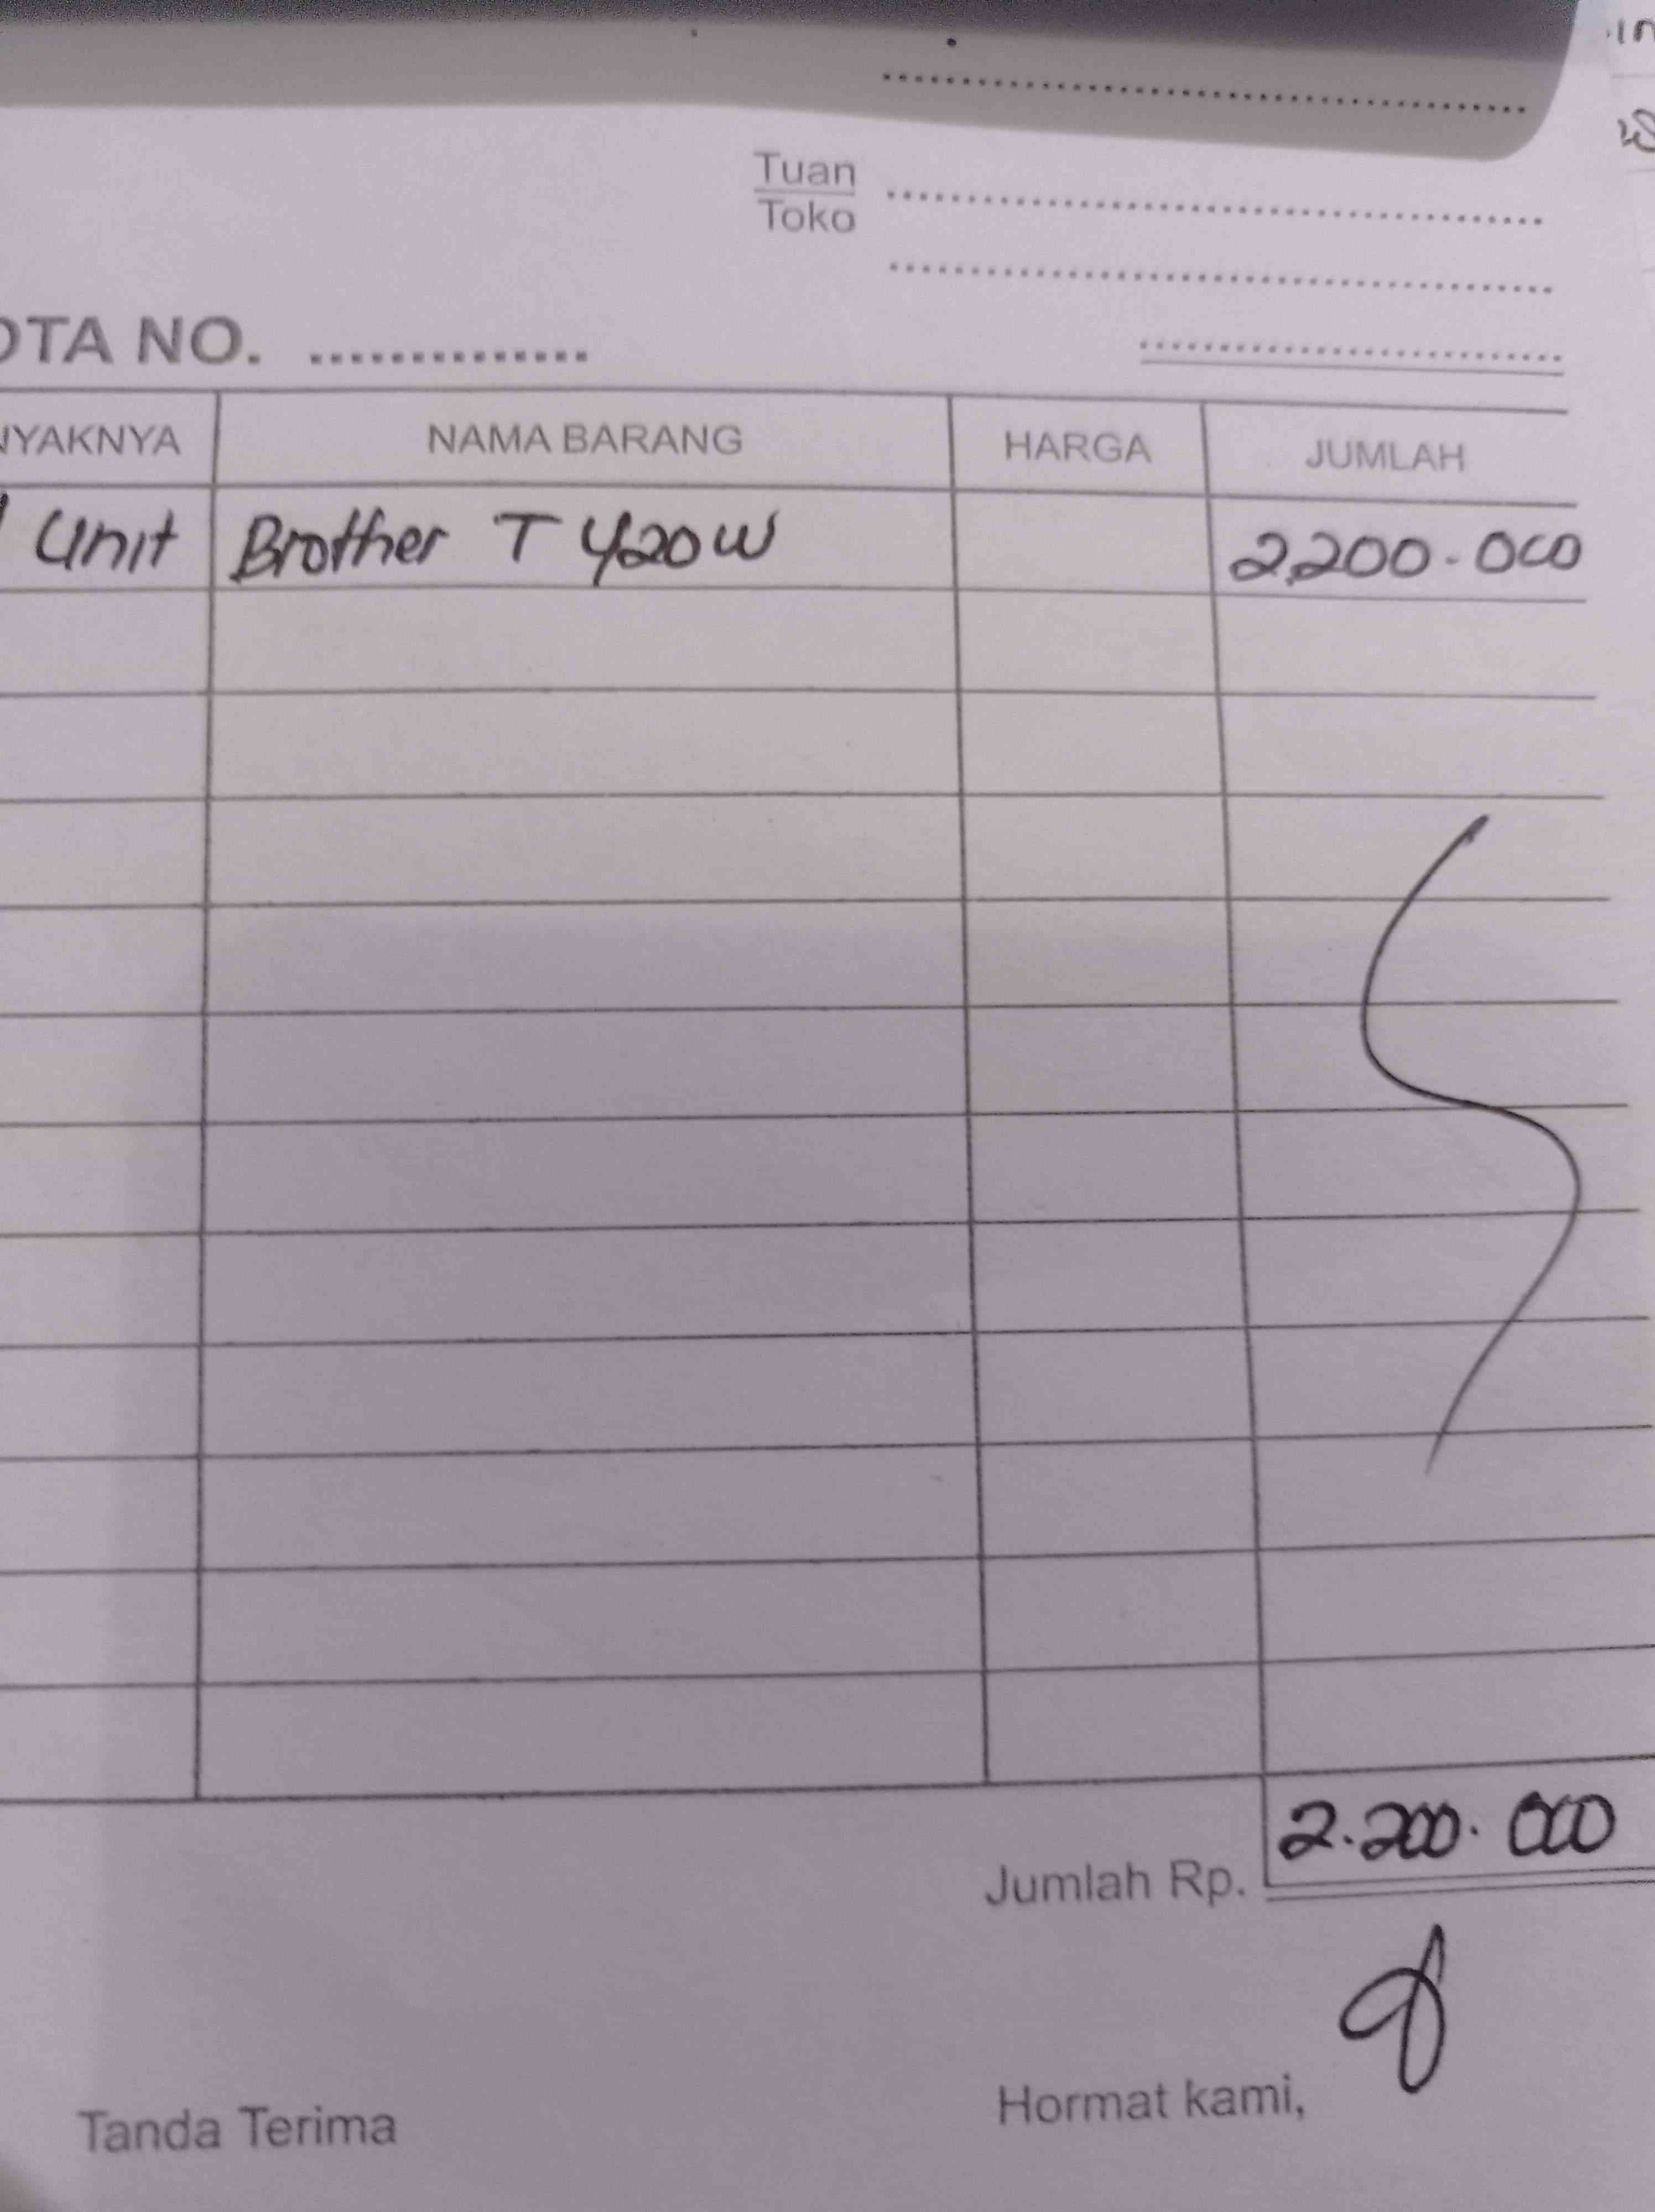 Tuan
Toko
OTA NO.
NYAKNYA NAMA BARANG HARGA JUMLAH
Unit Brother T 420W 2.200.000
Jumlah Rp. 2.200.000
Tanda Terima Hormat kami,